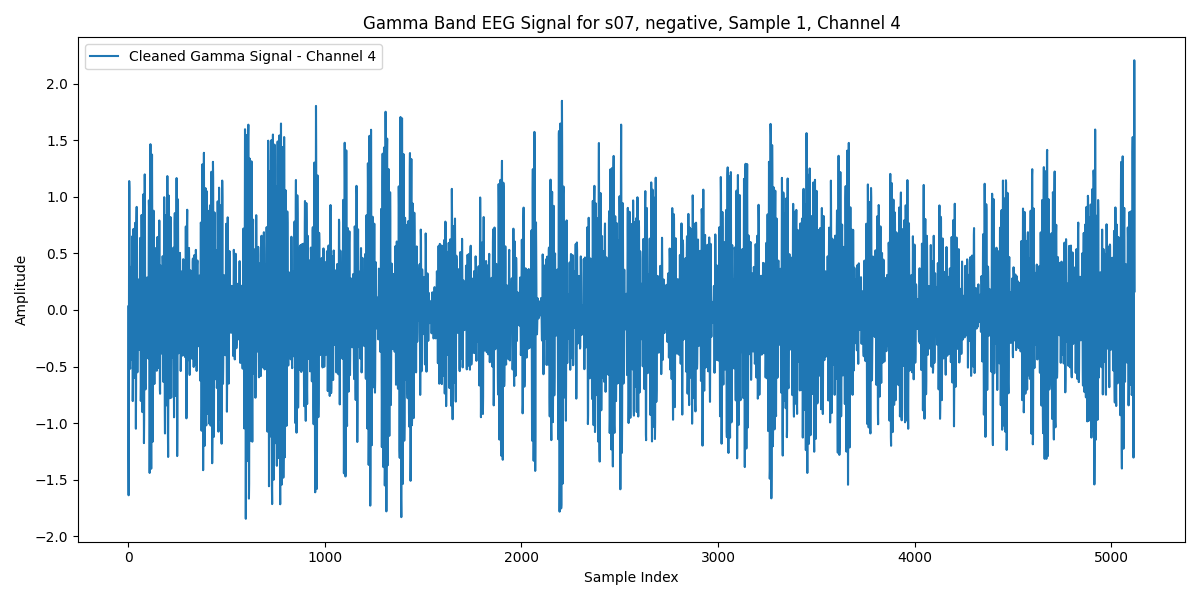 Gamma Band EEG Signal for s07, negative, Sample 1, Channel 4
Cleaned Gamma Signal - Channel 4
2.0
1.5
1.0
0.5
0.0
−0.5
−1.0
−1.5
−2.0
Amplitude
0 1000 2000 3000 4000 5000
Sample Index